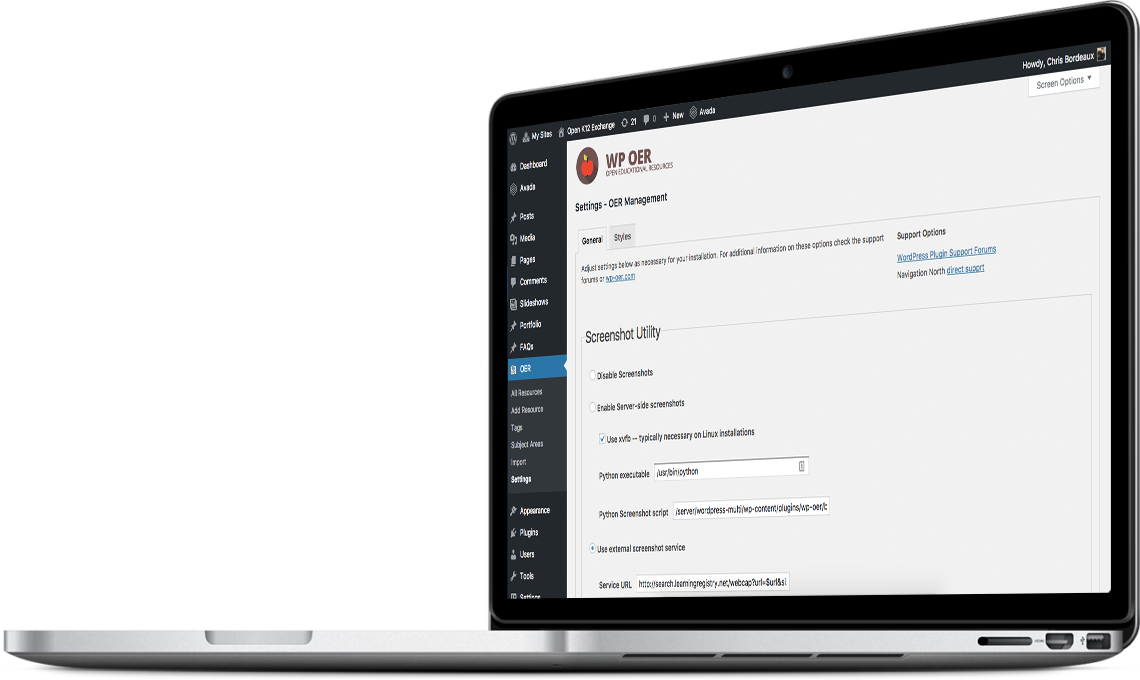 Howdy, Chris Bordeaux
Screen Options ▼
My Sites Open K12 Exchange 21 0 + New Avada
Dashboard
Avada
Posts
Media
Pages
Comments
Slideshows
Portfolio
FAQs
OER
All Resources
Add Resource
Tags
Subject Areas
Import
Settings
Appearance
Plugins
Users
Tools
Settings
WP OER
OPEN EDUCATIONAL RESOURCES
Settings - OER Management
General Styles
Adjust settings below as necessary for your installation. For additional information on these options check the support
forums or wp-oer.com
Support Options
WordPress Plugin Support Forums
Navigation North direct suport
Screenshot Utility
Disable Screenshots
Enable Server-side screenshots
Use xvfb -- typically necessary on Linux installations
Python executable /usr/bin/python
Python Screenshot script /server/wordpress-multi/wp-content/plugins/wp-oer/b
Use external screenshot service
Service URL http://search.learningregistry.net/webcap?url=$url&si